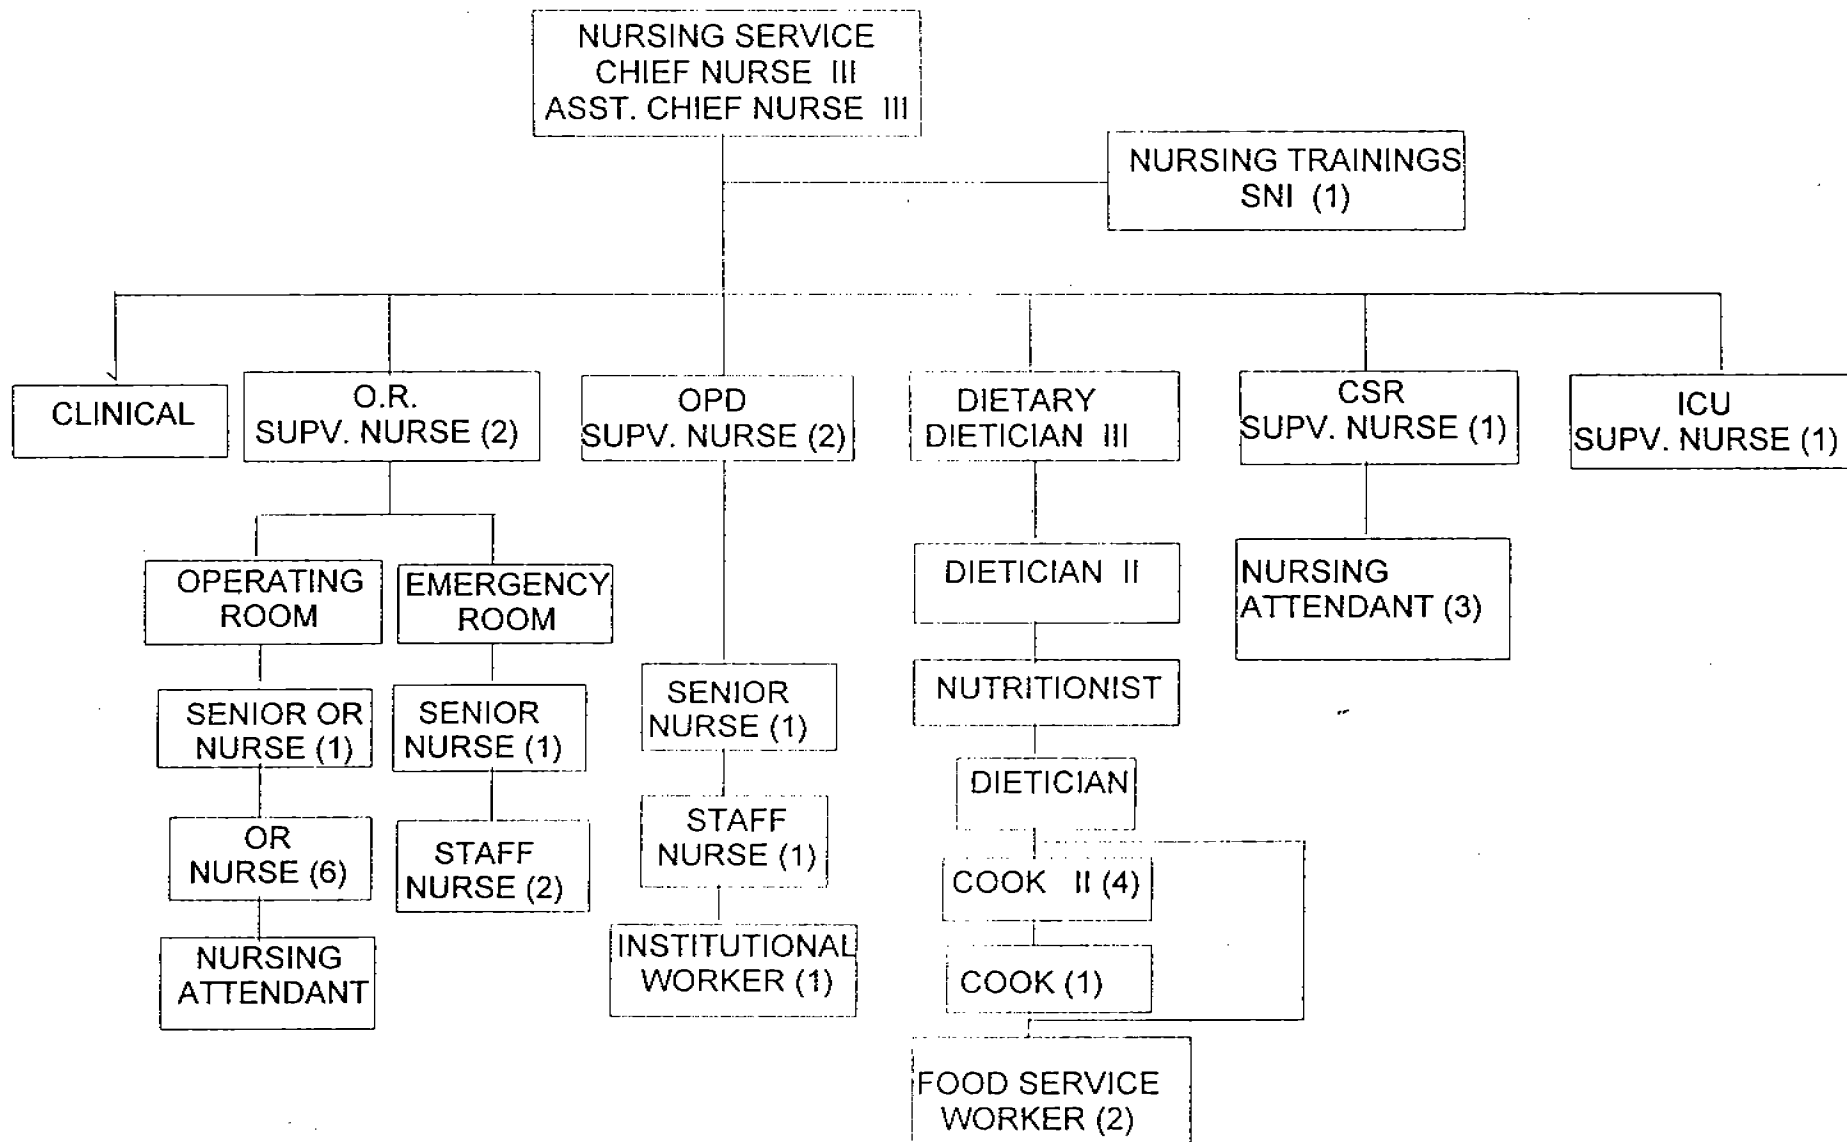 NURSING SERVICE
CHIEF NURSE III
ASST. CHIEF NURSE III
NURSING TRAININGS
SNI (1)
CLINICAL
O.R.
SUPV. NURSE (2)
OPD
SUPV. NURSE (2)
DIETARY
DIETICIAN III
CSR
SUPV. NURSE (1)
ICU
SUPV. NURSE (1)
OPERATING
ROOM
EMERGENCY
ROOM
DIETICIAN II
NURSING
ATTENDANT (3)
SENIOR OR
NURSE (1)
SENIOR
NURSE (1)
SENIOR
NURSE (1)
NUTRITIONIST
DIETICIAN
OR
NURSE (6)
STAFF
NURSE (2)
STAFF
NURSE (1)
COOK II (4)
NURSING
ATTENDANT
INSTITUTIONAL
WORKER (1)
COOK (1)
FOOD SERVICE
WORKER (2)